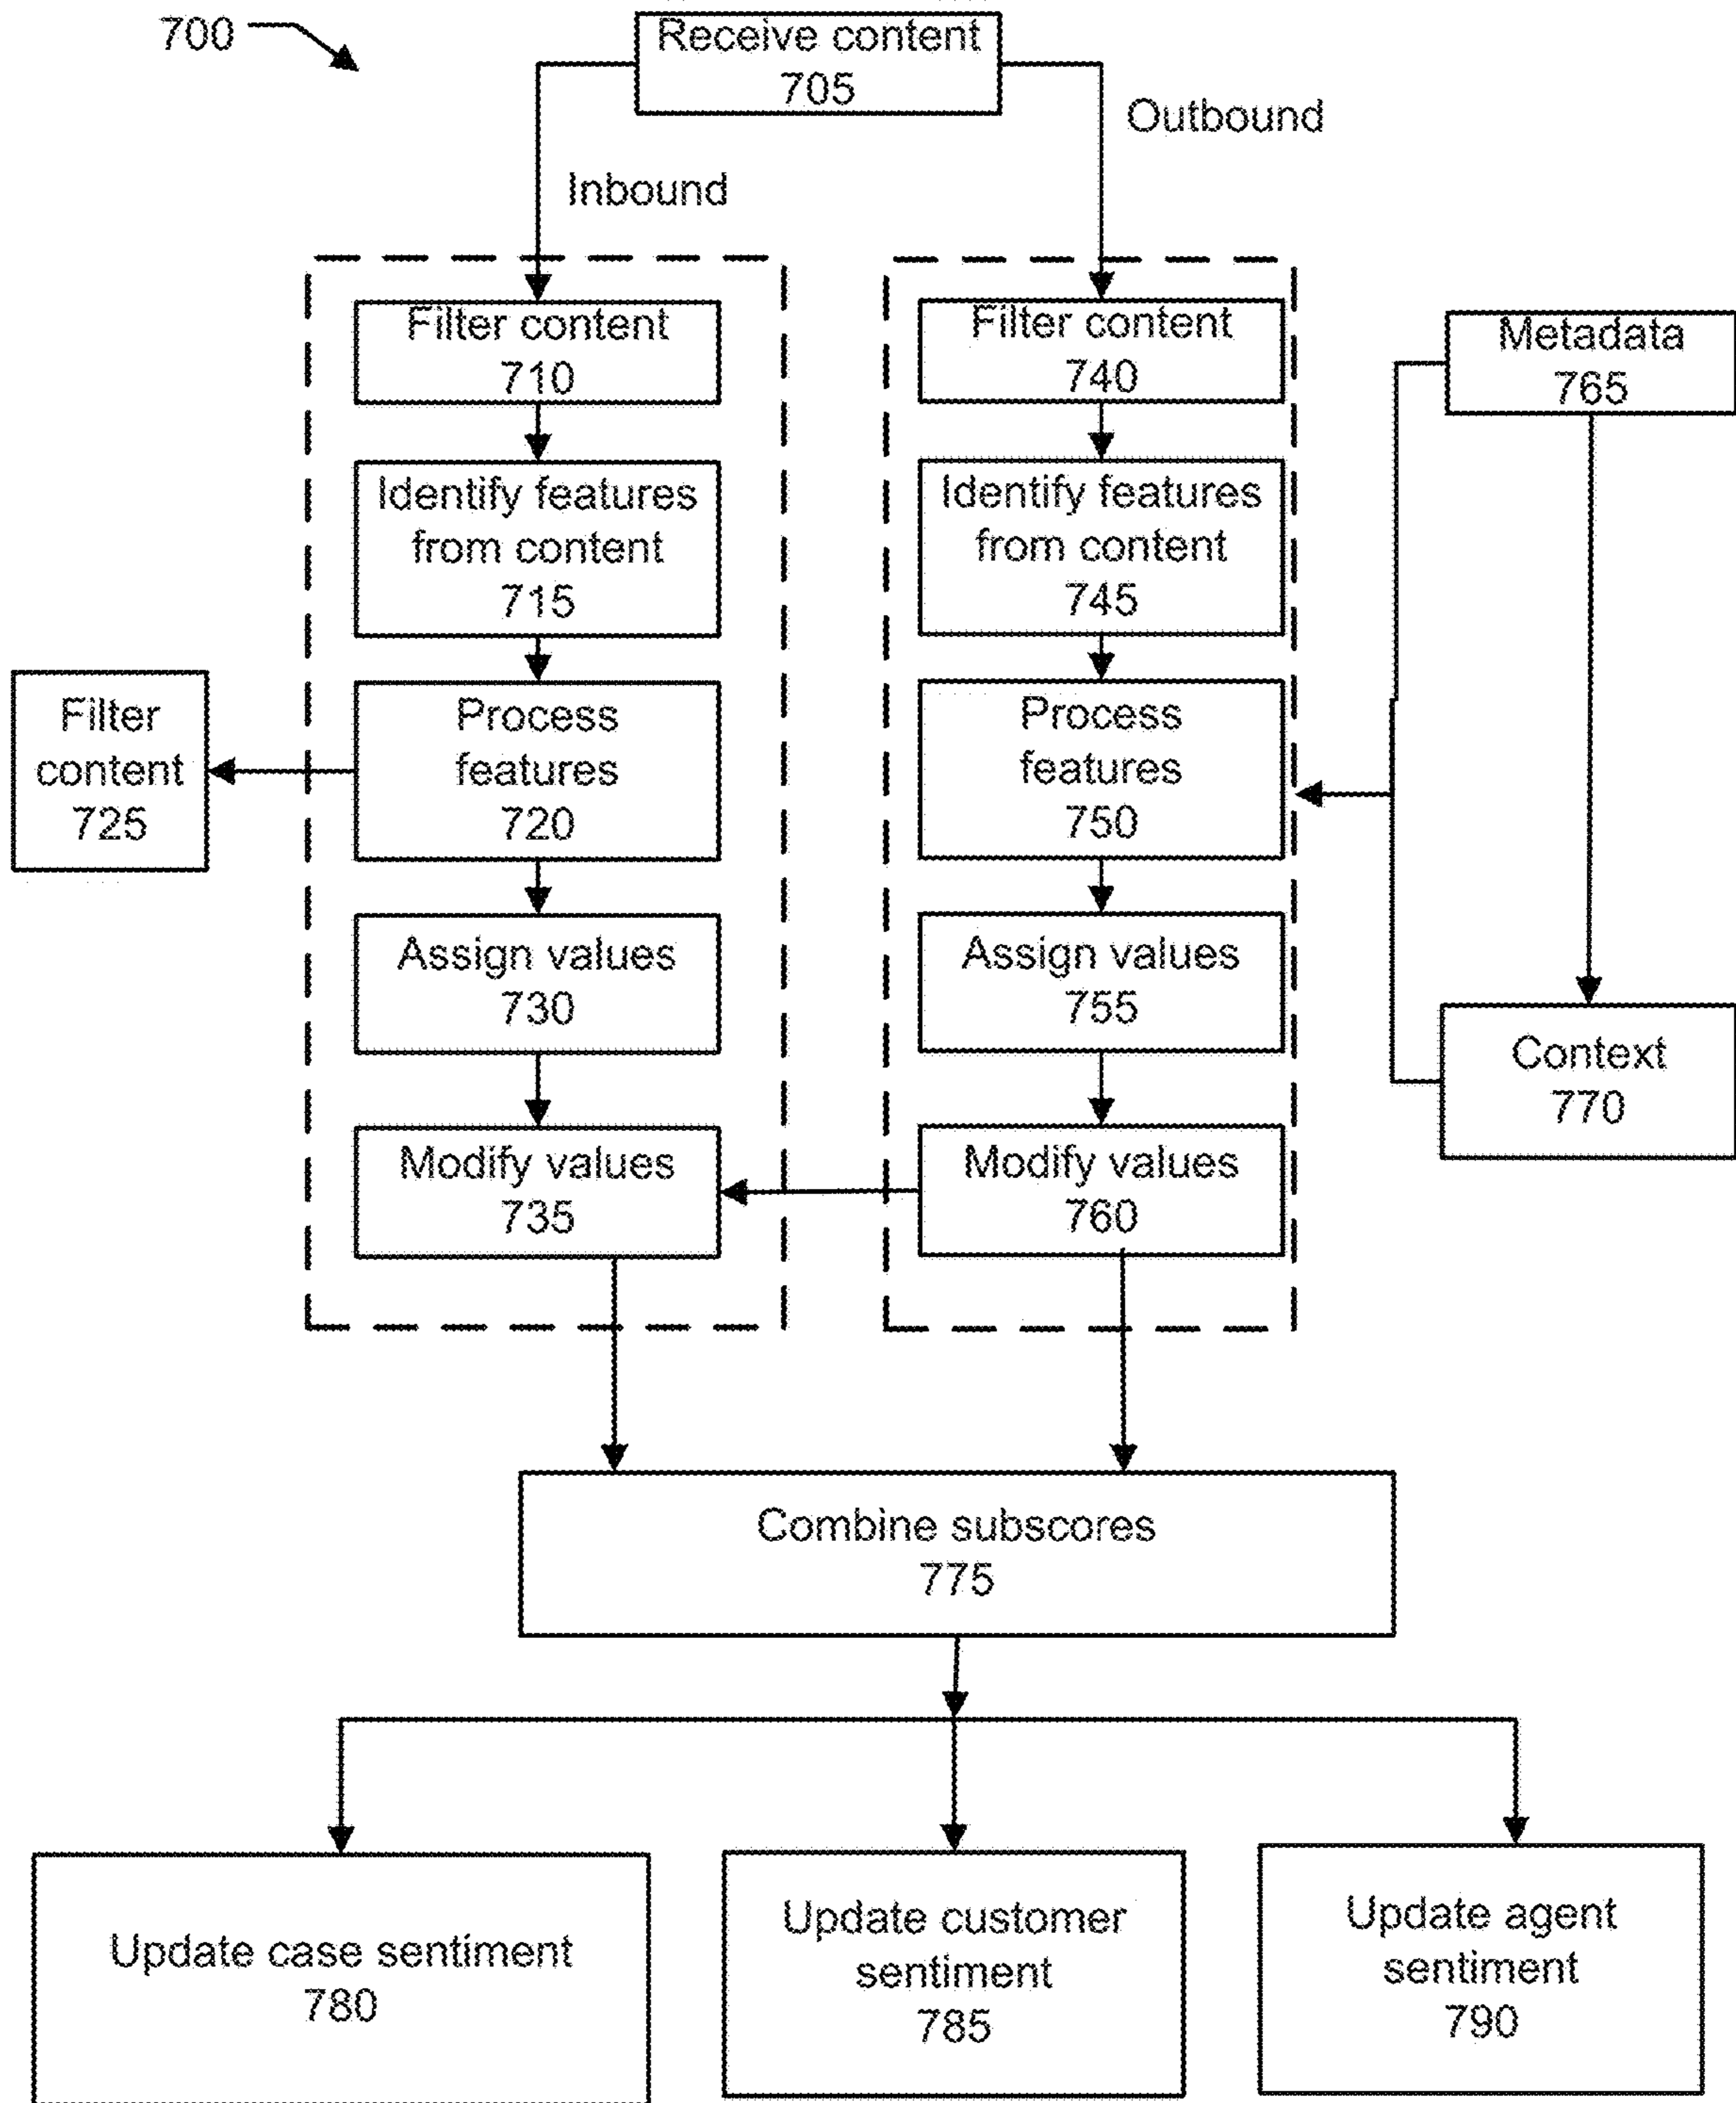 700
Receive content
705
Outbound
Inbound
Filter content
710
Identify features
from content
715
Process
features
720
Filter
content
725
Assign values
730
Modify values
735
Filter content
740
Identify features
from content
745
Process
features
750
Assign values
755
Modify values
760
Metadata
765
Context
770
Combine subscores
775
Update case sentiment
780
Update customer
sentiment
785
Update agent
sentiment
790